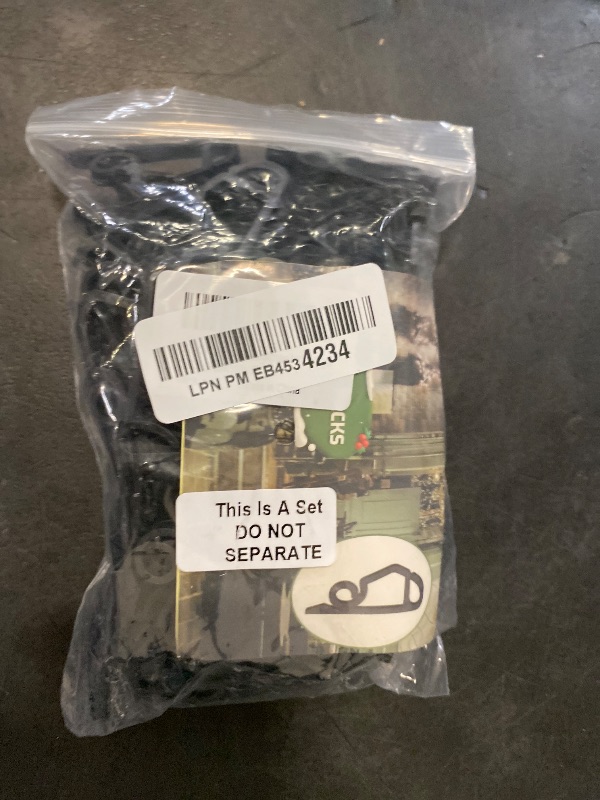 LPN PM EB4534234
CKS
This Is A Set
DO NOT
SEPARATE